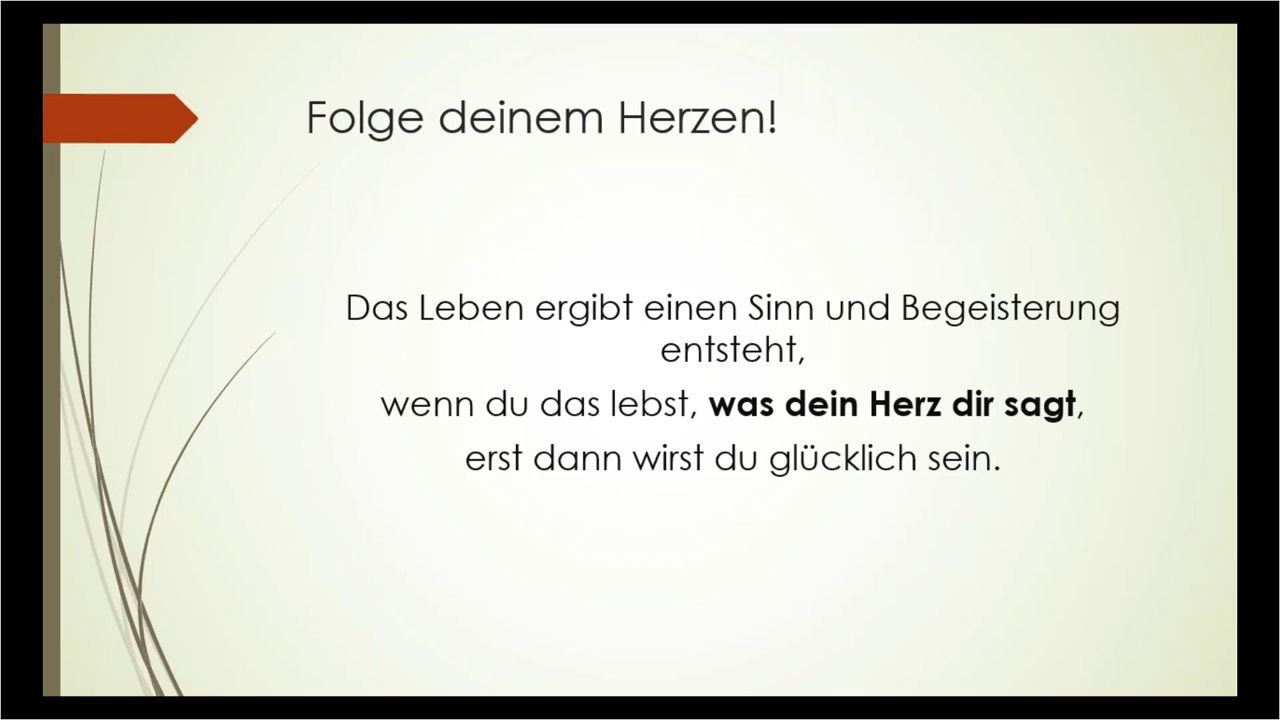 Folge deinem Herzen!
Das Leben ergibt einen Sinn und Begeisterung
entsteht,
wenn du das lebst, was dein Herz dir sagt,
erst dann wirst du glücklich sein.